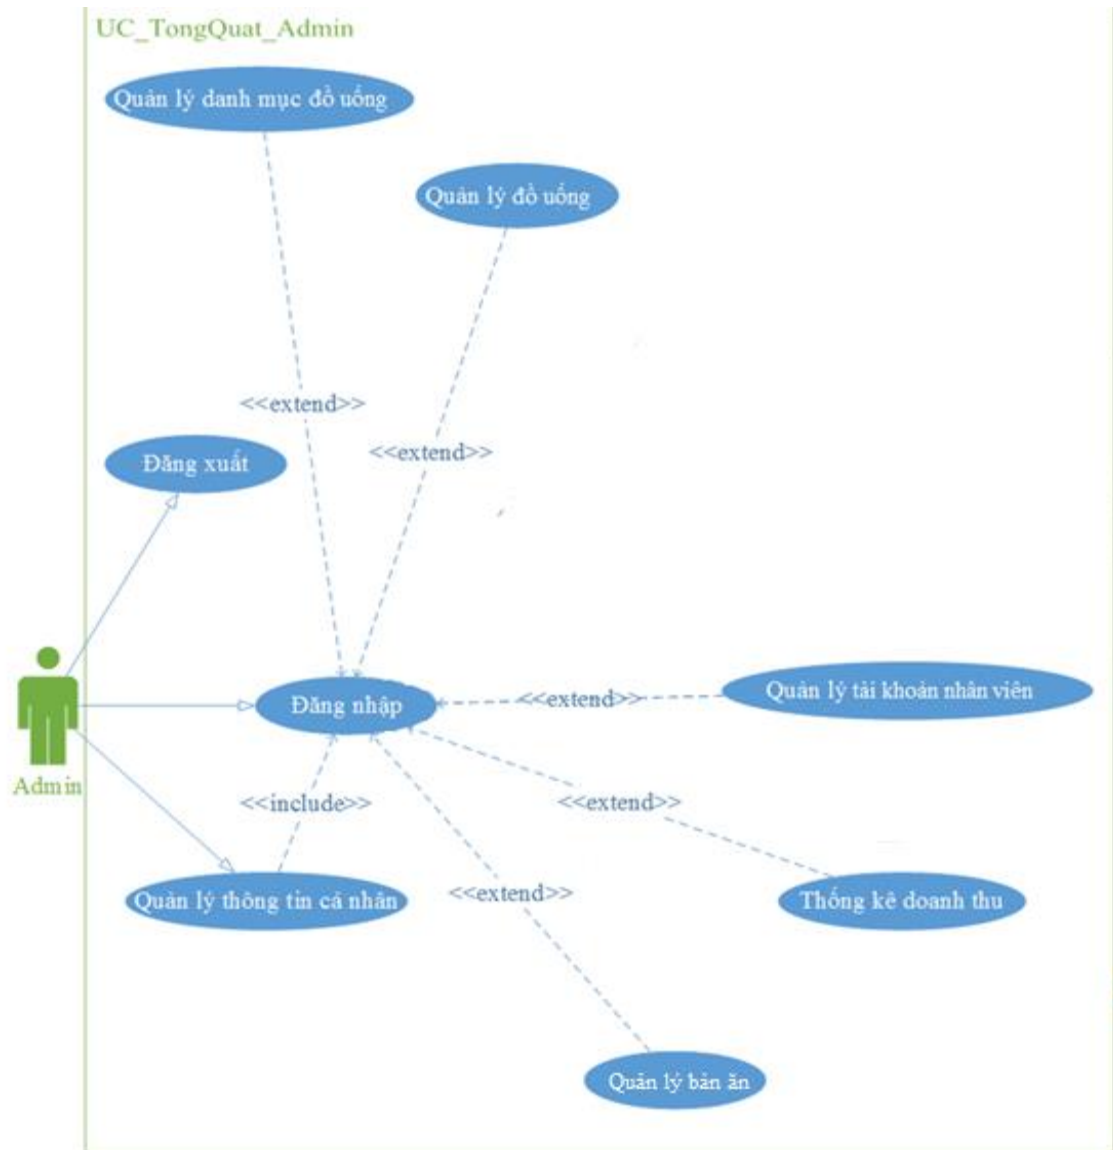 UC_TongQuat_Admin
Quản lý danh mục đồ uống
Quản lý đồ uống
<<extend>>
<<extend>>
Đăng xuất
Đăng nhập
<<extend>>
Quản lý tài khoản nhân viên
Admin
<<include>>
<<extend>>
Quản lý thông tin cá nhân
<<extend>>
Thống kê doanh thu
Quản lý bàn ăn